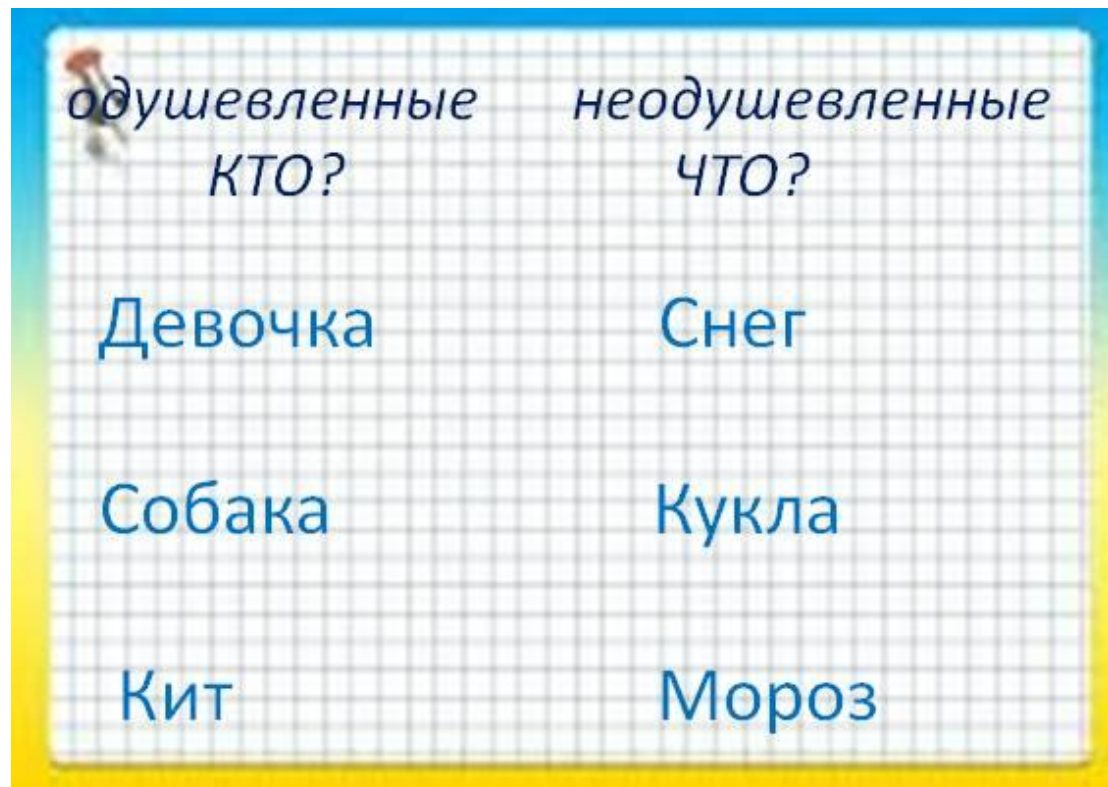 одушевленные неодушевленные
КТО? ЧТО?
Девочка Снег
Собака Кукла
Кит Мороз